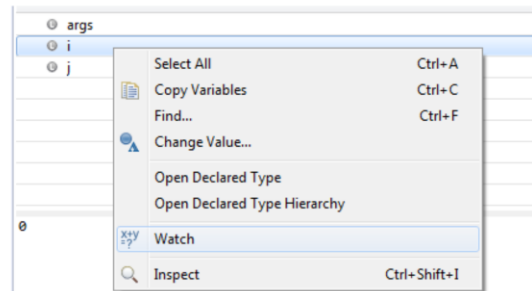 args
i
j
Select All Ctrl+A
Copy Variables Ctrl+C
Find... Ctrl+F
Change Value...
Open Declared Type
Open Declared Type Hierarchy
0
x+y
=?
Watch
Inspect Ctrl+Shift+I